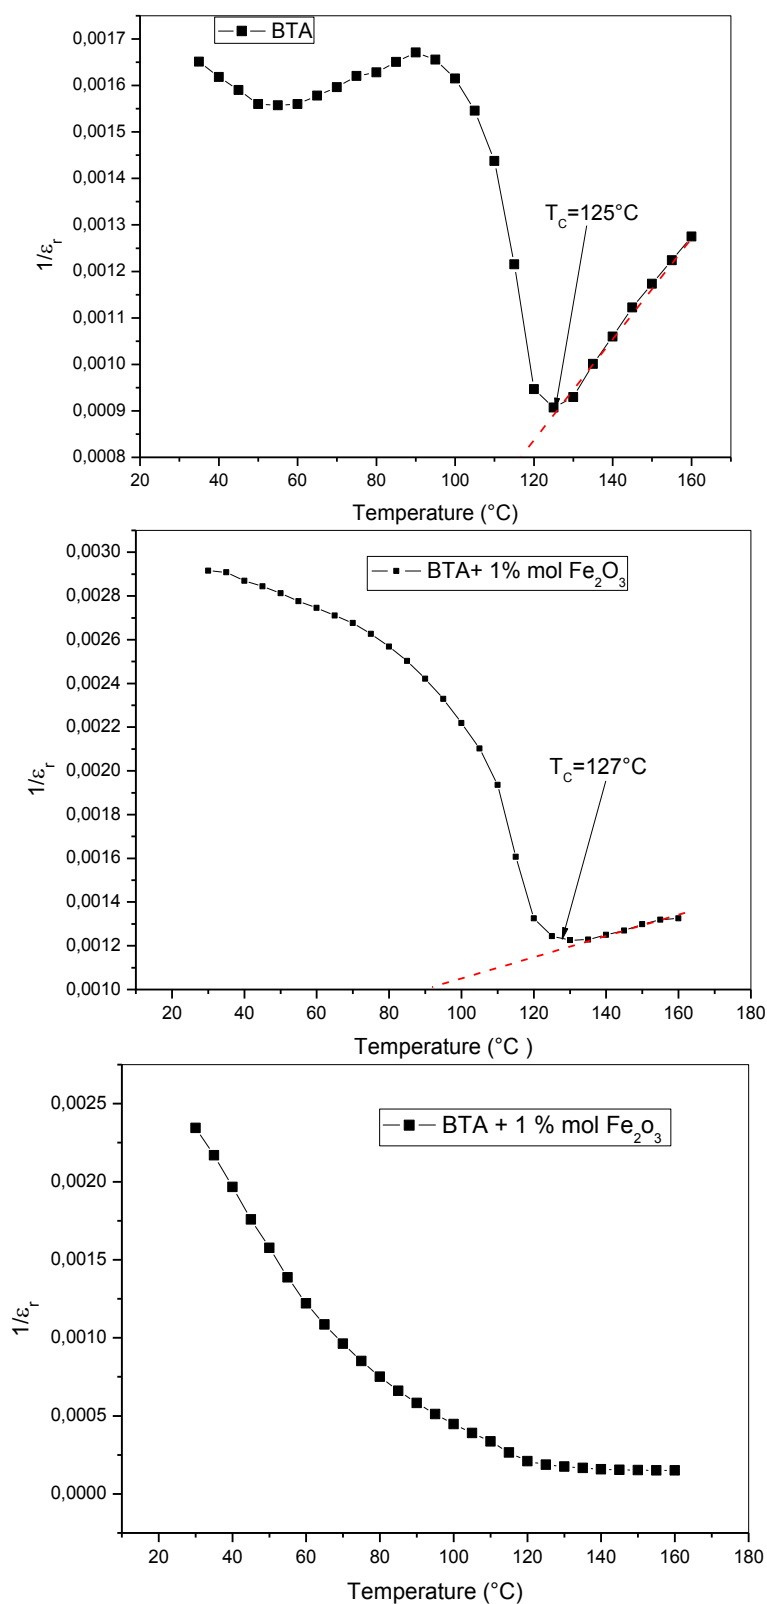 BTA
0,0017
0,0016
0,0015
0,0014
0,0013
0,0012
0,0011
0,0010
0,0009
0,0008
1/εr
TC=125°C
20 40 60 80 100 120 140 160
Temperature (°C)
BTA+ 1% mol Fe2O3
0,0030
0,0028
0,0026
0,0024
0,0022
0,0020
0,0018
0,0016
0,0014
0,0012
0,0010
1/εr
TC=127°C
20 40 60 80 100 120 140 160 180
Temperature (°C )
BTA + 1 % mol Fe2o3
0,0025
0,0020
0,0015
0,0010
0,0005
0,0000
1/εr
20 40 60 80 100 120 140 160 180
Temperature (°C)